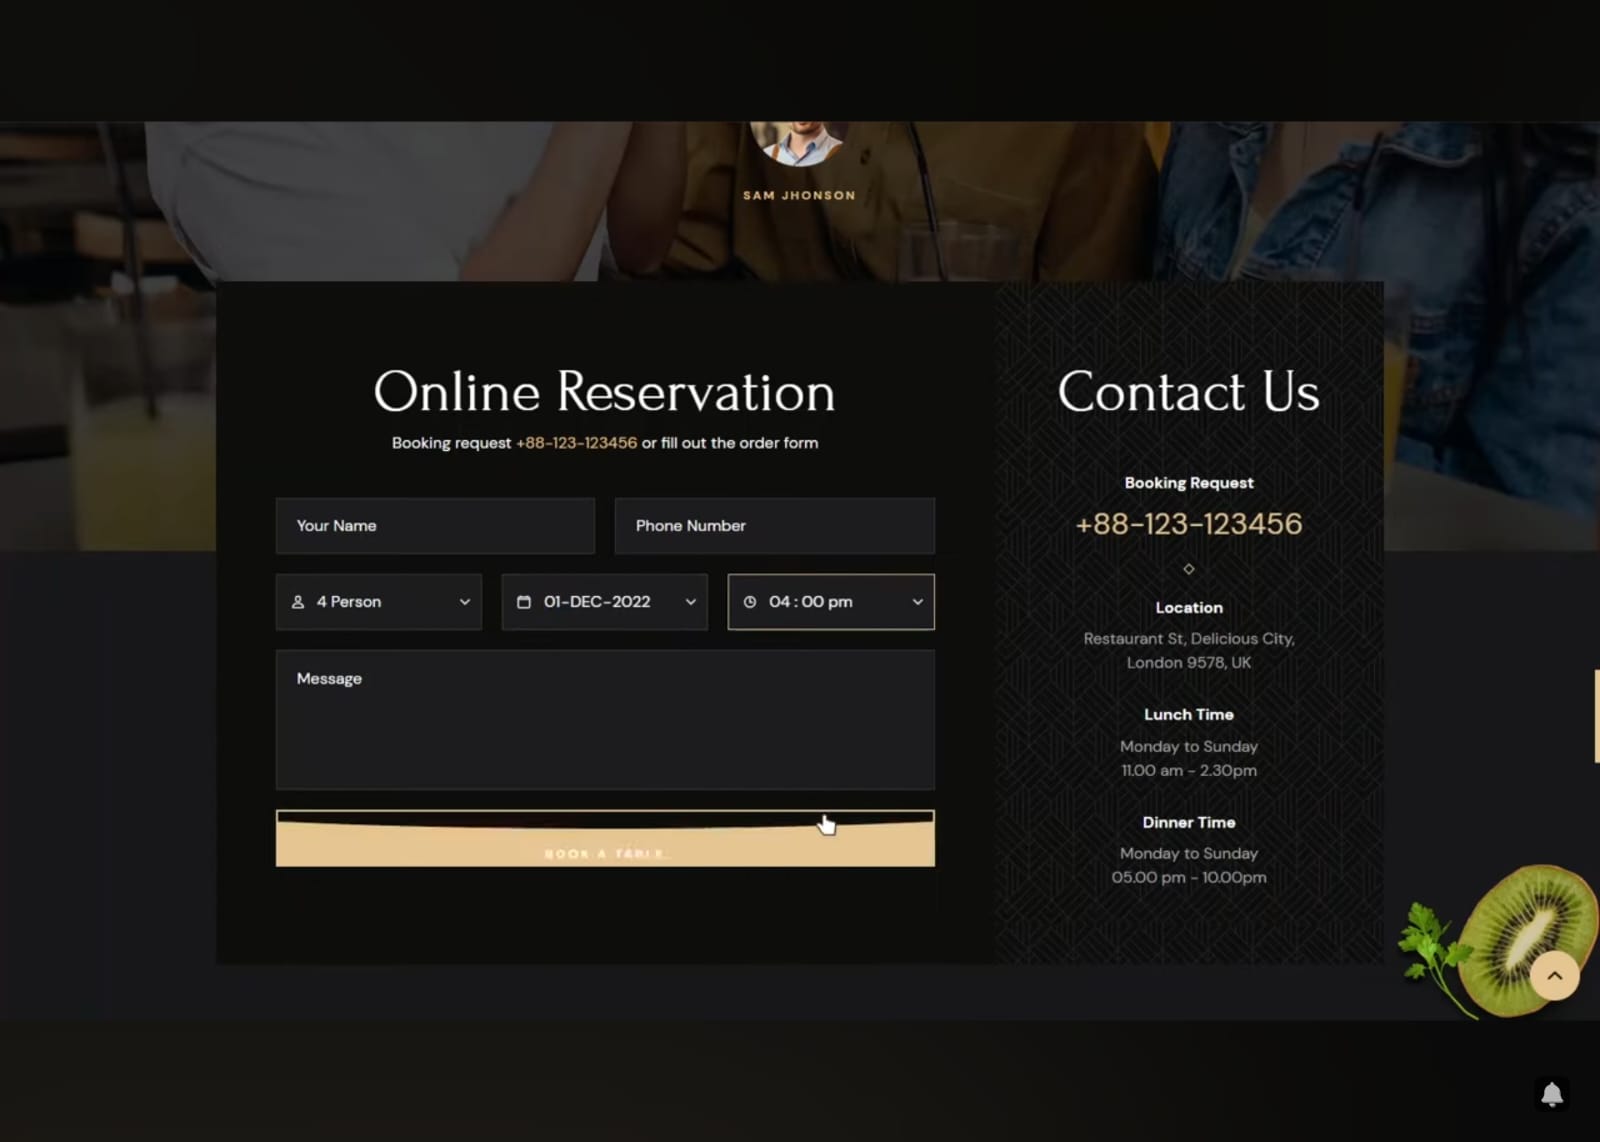 SAM JHONSON
Online Reservation
Booking request +88-123-123456 or fill out the order form
Your Name
Phone Number
4 Person
01-DEC-2022
04 : 00 pm
Message
BOOK A TABLE
Contact Us
Booking Request
+88-123-123456
Location
Restaurant St, Delicious City,
London 9578, UK
Lunch Time
Monday to Sunday
11.00 am - 2.30pm
Dinner Time
Monday to Sunday
05.00 pm - 10.00pm